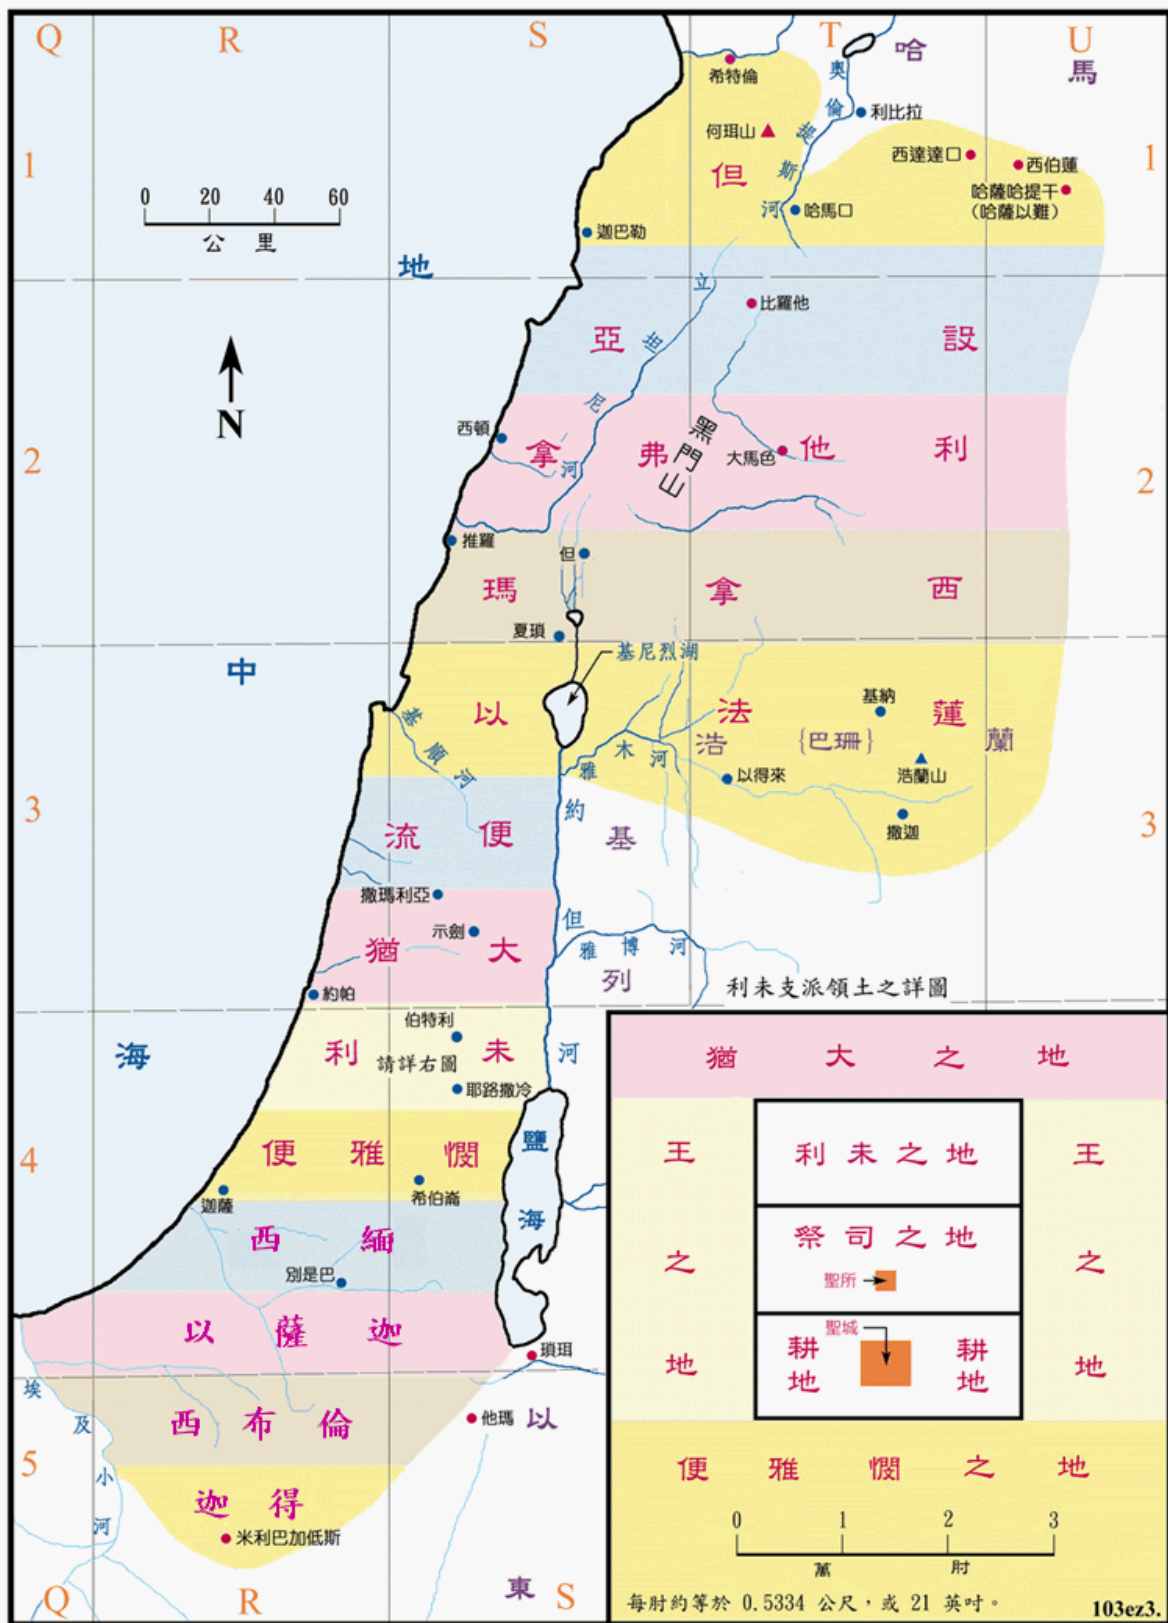 Q R S T U
哈 馬
希特倫
奧倫提斯河
利比拉
何珥山
西達達口
西伯蓮
1 1
但
哈薩哈提干
(哈薩以難)
0 20 40 60
公 里
哈馬口
迦巴勒
地
立坦尼河
比羅他
亞 設
N
西頓
黑門山
2 拿 弗 他 利 2
大馬色
推羅
但
瑪 拿 西
夏瑣
基尼烈湖
中
基納
以 法 蓮
基順河
浩 {巴珊} 蘭
雅木河
以得來
浩蘭山
3 3
約但河
撒迦
流 便
基
撒瑪利亞
示劍
猶 大
雅博河
列
約帕
利未支派領土之詳圖
伯特利
海
利 未
請詳右圖
耶路撒冷
猶 大 之 地
鹽海
4
便 雅 憫
王之地
利 未 之 地
王之地
迦薩
希伯崙
西 緬
祭 司 之 地
聖所
別是巴
以 薩 迦
聖城
耕地 耕地
瑣珥
埃及小河
西 布 倫
他瑪
以
5
便 雅 憫 之 地
迦 得
米利巴加低斯
0 1 2 3
萬 肘
東
Q R S
每肘約等於 0.5334 公尺，或 21 英吋。
103ez3.